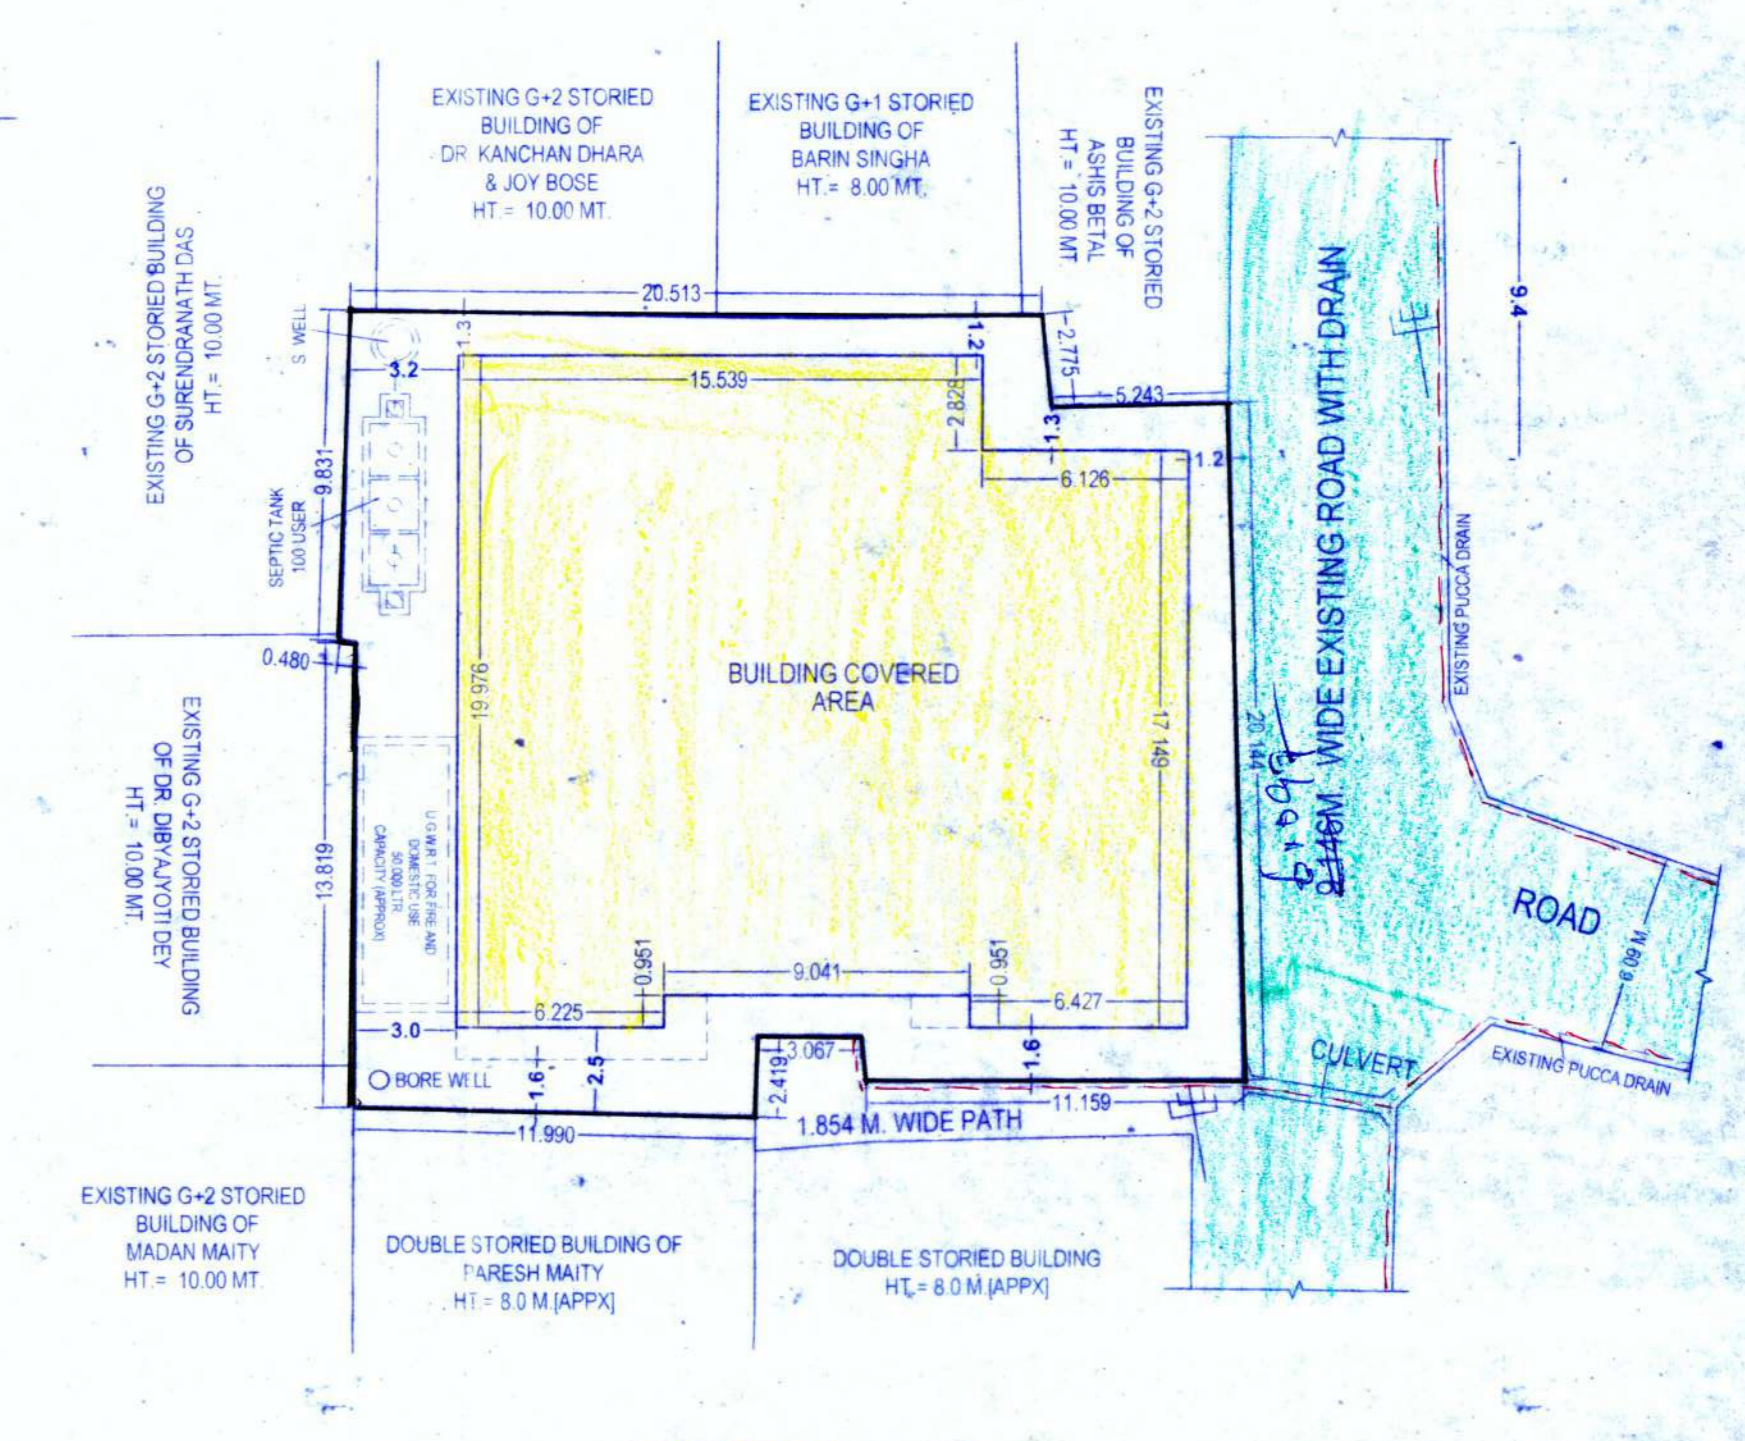 EXISTING G+2 STORIED
BUILDING OF
DR. KANCHAN DHARA
& JOY BOSE
HT.= 10.00 MT.
EXISTING G+1 STORIED
BUILDING OF
BARIN SINGHA
HT.= 8.00 MT.
EXISTING G+2 STORIED
BUILDING OF
ASHIS BETAL
HT.= 10.00 MT.
EXISTING G+2 STORIED BUILDING
OF SURENDRANATH DAS
HT.= 10.00 MT.
9.4
20.513
S. WELL
1.3
1.2
2.775
3.2
15.539
2.828
5.243
1.3
1.2
6.126
9.831
SEPTIC TANK
100 USER
0.480
19.976
BUILDING COVERED
AREA
17.149
20.144
WIDE EXISTING ROAD WITH DRAIN
9.146M.
EXISTING PUCCA DRAIN
EXISTING G+2 STORIED BUILDING
OF DR. DIBYAJYOTI DEY
HT.= 10.00 MT.
13.819
U.G.W.R.T. FOR FIRE AND
DOMESTIC USE
50,000 LTR.
CAPACITY (APPROX)
ROAD
6.09 M
0.951
9.041
0.951
6.225
6.427
3.0
3.067
1.6
2.5
2.419
1.6
BORE WELL
CULVERT
EXISTING PUCCA DRAIN
11.159
1.854 M. WIDE PATH
11.990
EXISTING G+2 STORIED
BUILDING OF
MADAN MAITY
HT.= 10.00 MT.
DOUBLE STORIED BUILDING OF
PARESH MAITY
HT.= 8.0 M.[APPX]
DOUBLE STORIED BUILDING
HT.= 8.0 M.[APPX]